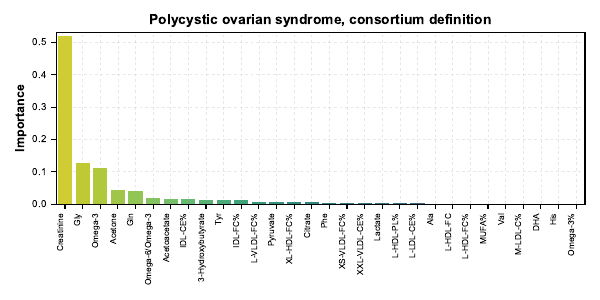 Polycystic ovarian syndrome, consortium definition
Importance
0.5
0.4
0.3
0.2
0.1
0.0
Creatinine
Gly
Omega-3
Acetone
Gln
Omega-6/Omega-3
Acetoacetate
IDL-CE%
3-Hydroxybutyrate
Tyr
IDL-FC%
L-VLDL-FC%
Pyruvate
XL-HDL-FC%
Citrate
Phe
XS-VLDL-FC%
XXL-VLDL-CE%
Lactate
L-HDL-PL%
L-LDL-CE%
Ala
L-HDL-FC
L-HDL-FC%
MUFA%
Val
M-LDL-C%
DHA
His
Omega-3%